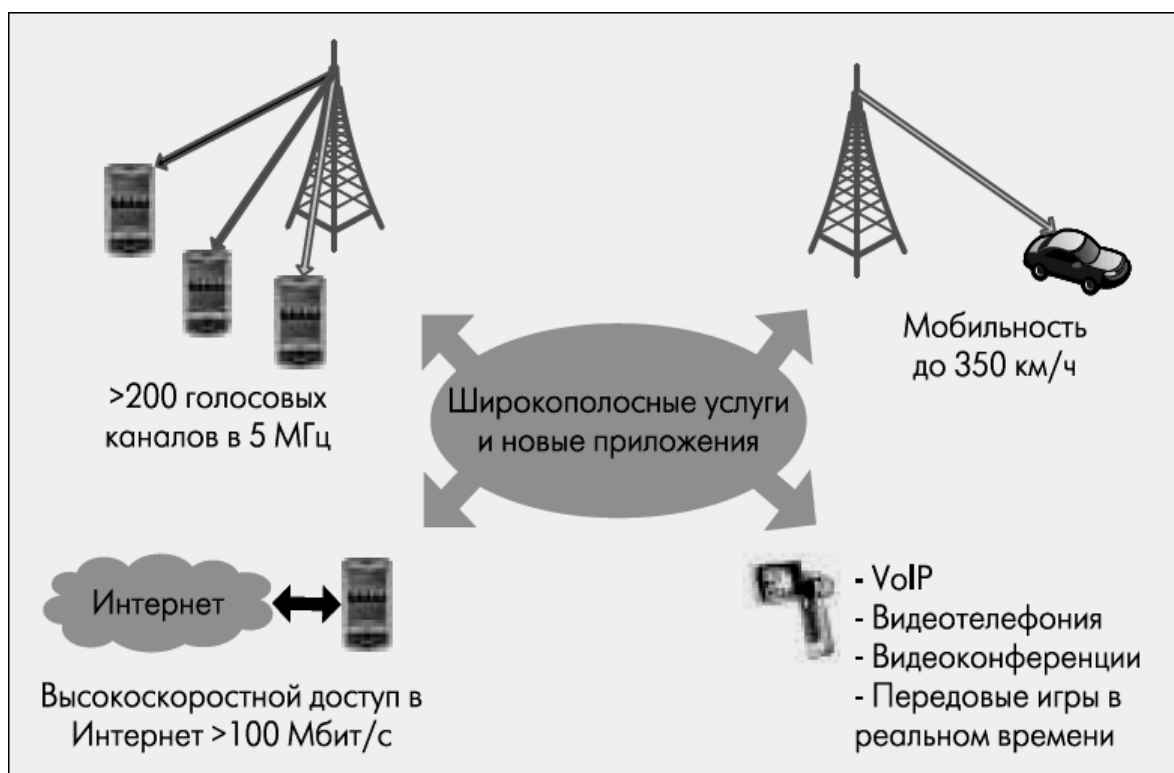 >200 голосовых
каналов в 5 МГц
Мобильность
до 350 км/ч
Широкополосные услуги
и новые приложения
Интернет
Высокоскоростной доступ в
Интернет >100 Мбит/с
- VoIP
- Видеотелефония
- Видеоконференции
- Передовые игры в
реальном времени